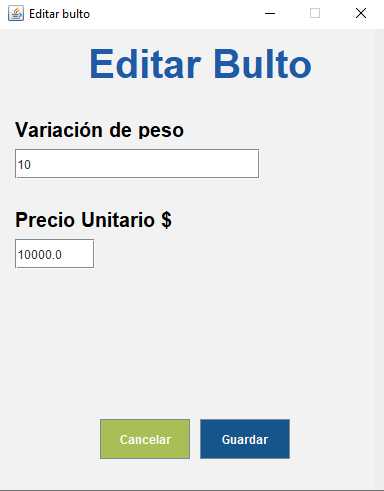 Editar bulto
Editar Bulto
Variación de peso
10
Precio Unitario $
10000.0
Cancelar
Guardar